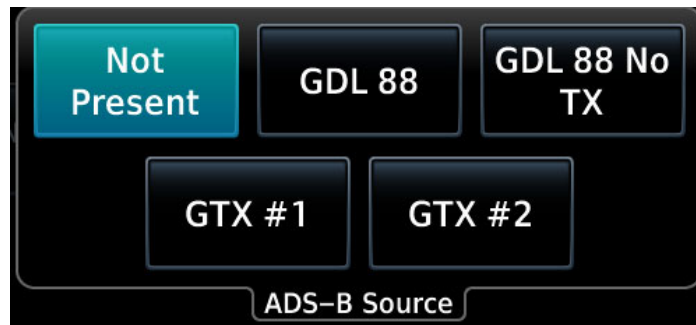 Not
Present
GDL 88
GDL 88 No
TX
GTX #1
GTX #2
ADS-B Source